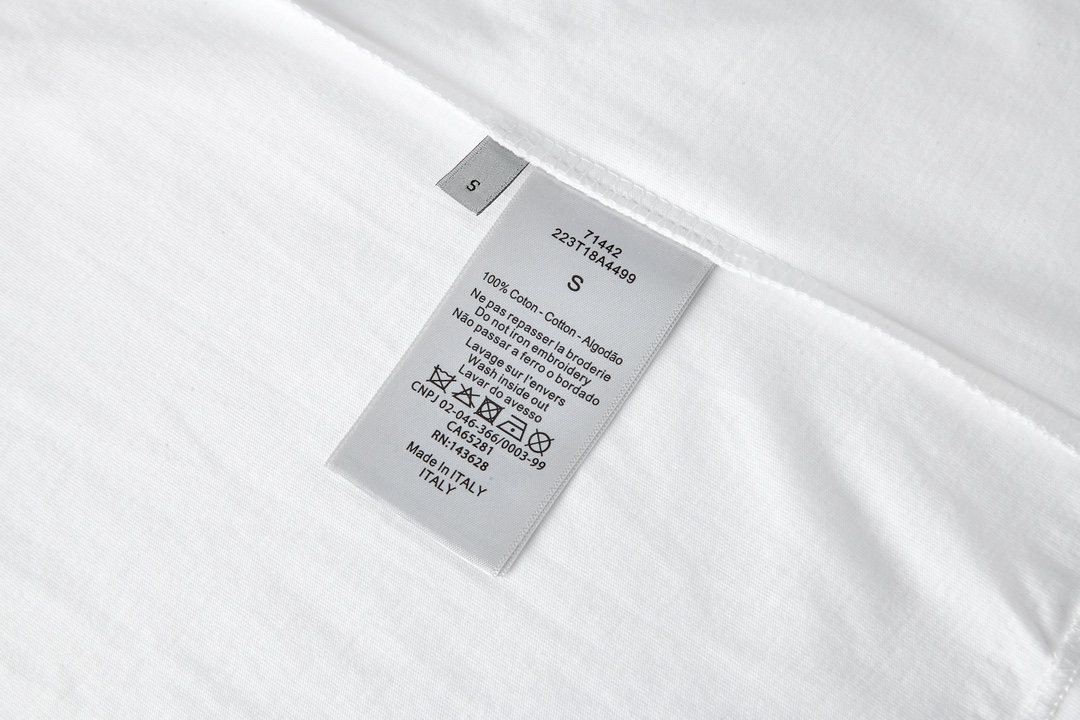 S
71442
223T18A4499
S
100% Coton - Cotton - Algodão
Ne pas repasser la broderie
Do not iron embroidery
Não passar a ferro o bordado
Lavage sur l'envers
Wash inside out
Lavar do avesso
CNPJ 02-046-366/0003-99
CA65281
RN:143628
Made In ITALY
ITALY